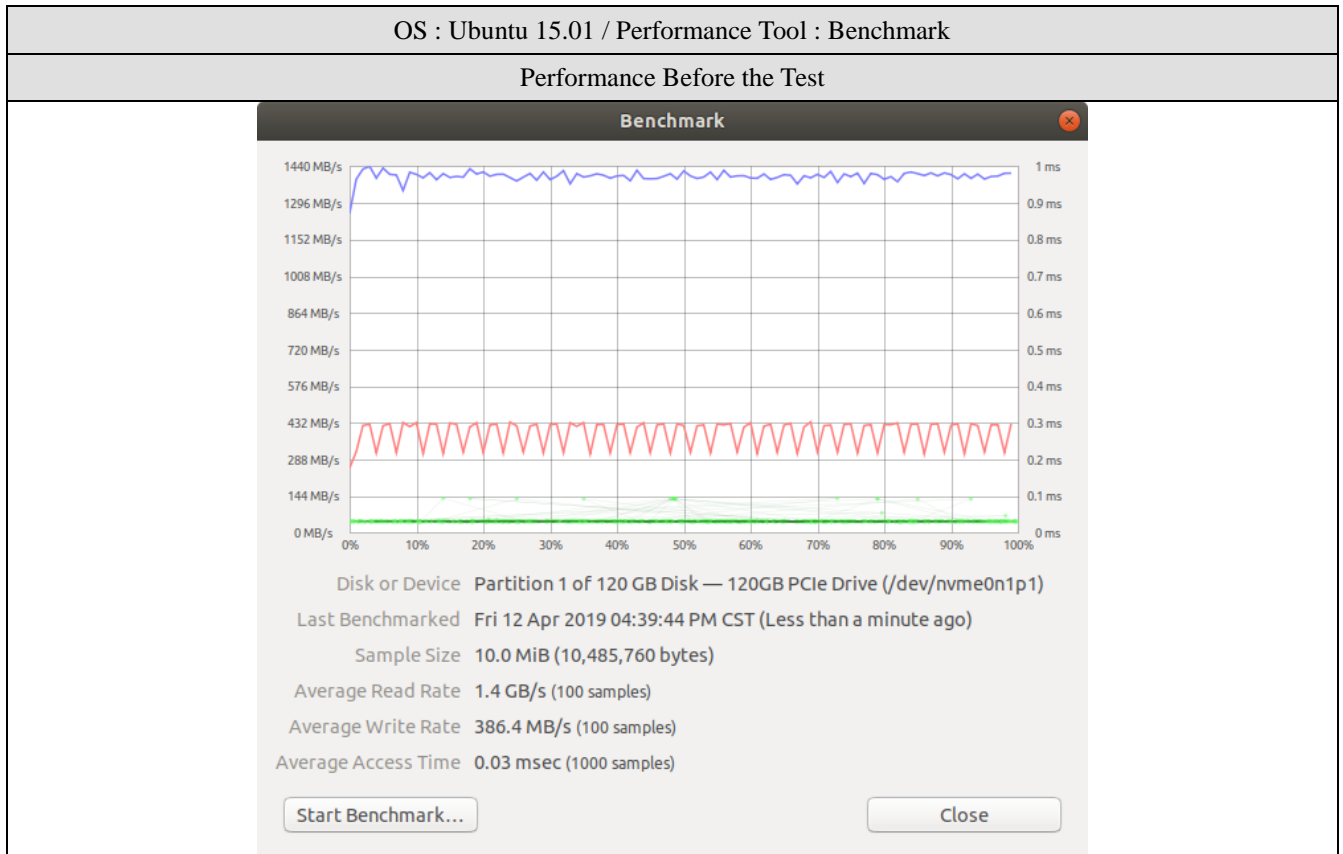 OS : Ubuntu 15.01 / Performance Tool : Benchmark
Performance Before the Test
Benchmark
1440 MB/s
1 ms
1296 MB/s
0.9 ms
1152 MB/s
0.8 ms
1008 MB/s
0.7 ms
864 MB/s
0.6 ms
720 MB/s
0.5 ms
576 MB/s
0.4 ms
432 MB/s
0.3 ms
288 MB/s
0.2 ms
144 MB/s
0.1 ms
0 MB/s
0 ms
0% 10% 20% 30% 40% 50% 60% 70% 80% 90% 100%
Disk or Device Partition 1 of 120 GB Disk — 120GB PCIe Drive (/dev/nvme0n1p1)
Last Benchmarked Fri 12 Apr 2019 04:39:44 PM CST (Less than a minute ago)
Sample Size 10.0 MiB (10,485,760 bytes)
Average Read Rate 1.4 GB/s (100 samples)
Average Write Rate 386.4 MB/s (100 samples)
Average Access Time 0.03 msec (1000 samples)
Start Benchmark... Close